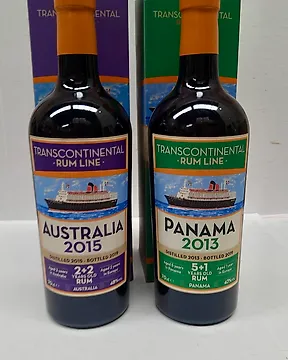 TRANSCONTINENTAL
TRANSCONTINENTAL
TRANSCONTINENTAL
• RUM LINE •
AUSTRALIA
2015
DISTILLED 2015 - BOTTLED 2019
2+2
YEARS OLD
RUM
AUSTRALIA
48%
TRANSCONTINENTAL
• RUM LINE •
PANAMA
2013
DISTILLED 2013 - BOTTLED 2019
5+1
YEARS OLD
RUM
PANAMA